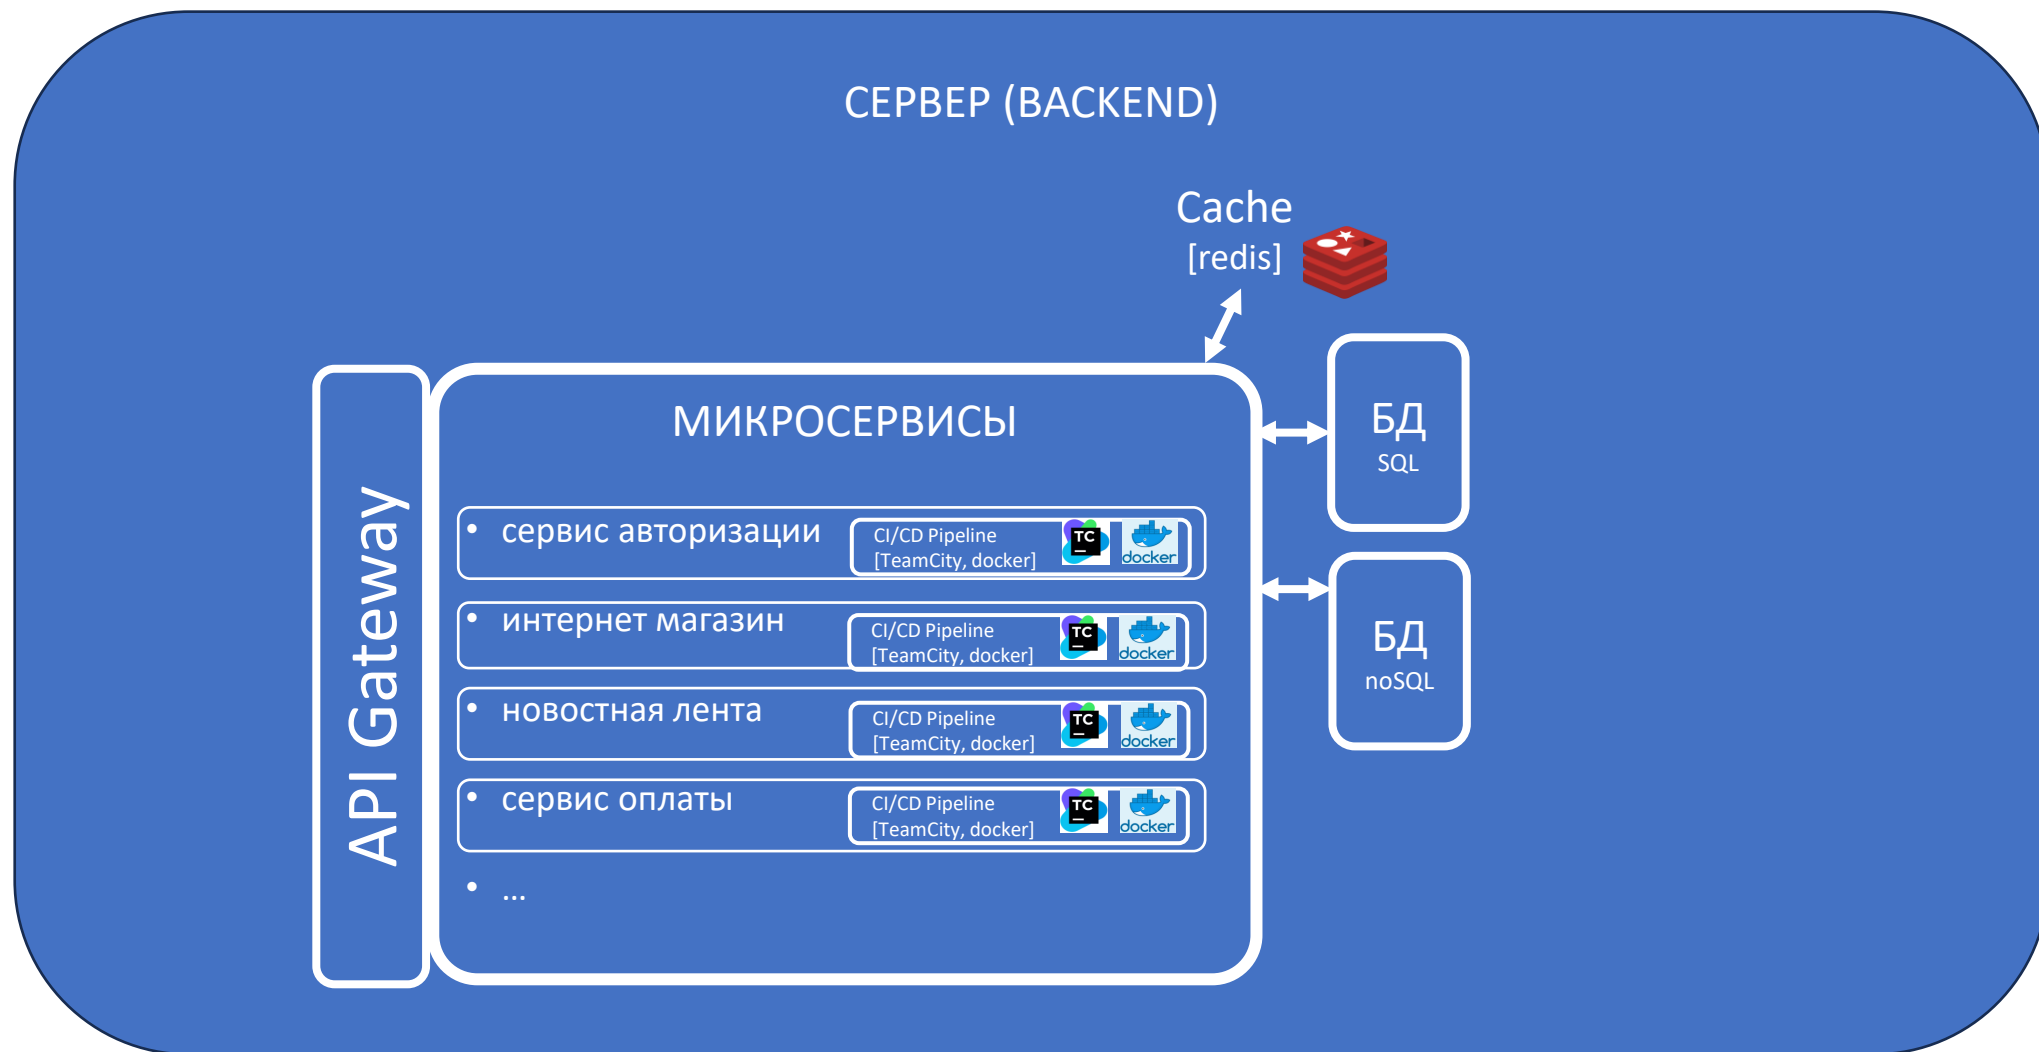 СЕРВЕР (BACKEND)
Cache
[redis]
API Gateway
МИКРОСЕРВИСЫ
• сервис авторизации
CI/CD Pipeline
[TeamCity, docker]
TC
docker
• интернет магазин
CI/CD Pipeline
[TeamCity, docker]
TC
docker
• новостная лента
CI/CD Pipeline
[TeamCity, docker]
TC
docker
• сервис оплаты
CI/CD Pipeline
[TeamCity, docker]
TC
docker
• ...
БД
SQL
БД
noSQL